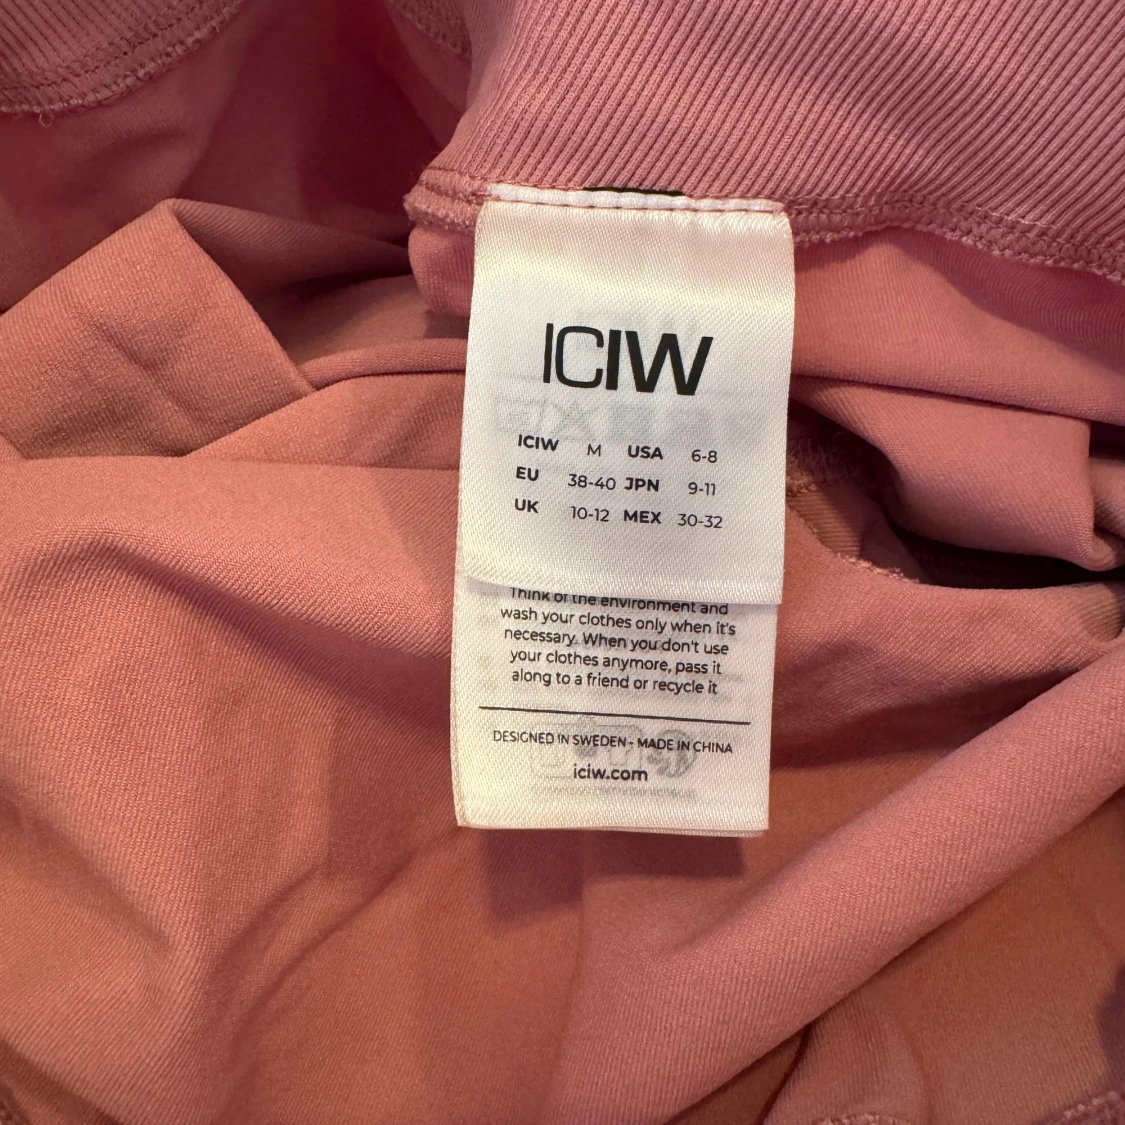 ICIW
ICIW M USA 6-8
EU 38-40 JPN 9-11
UK 10-12 MEX 30-32
Think of the environment and
wash your clothes only when it's
necessary. When you don't use
your clothes anymore, pass it
along to a friend or recycle it
DESIGNED IN SWEDEN - MADE IN CHINA
iciw.com